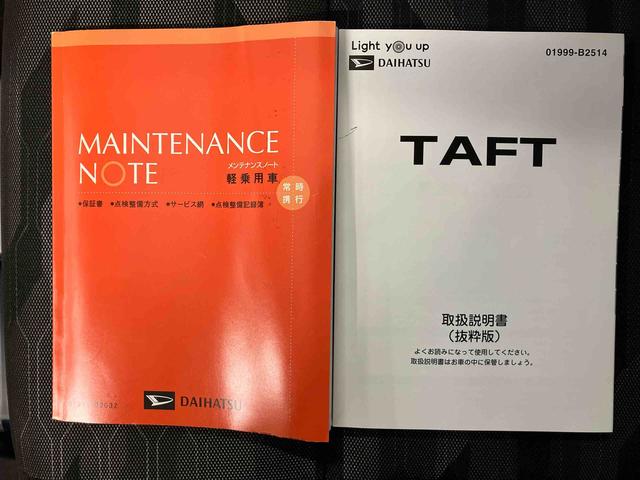 MAINTENANCE
NOTE
メンテナンスノート
軽乗用車
常時
携行
*保証書 *点検整備方式 *サービス網 *点検整備記録簿
DAIHATSU
Light you up
DAIHATSU
01999-B2514
TAFT
取扱説明書
(抜粋版)
よくお読みになって使用してください。
取扱説明書はお車の中に保管しましょう。